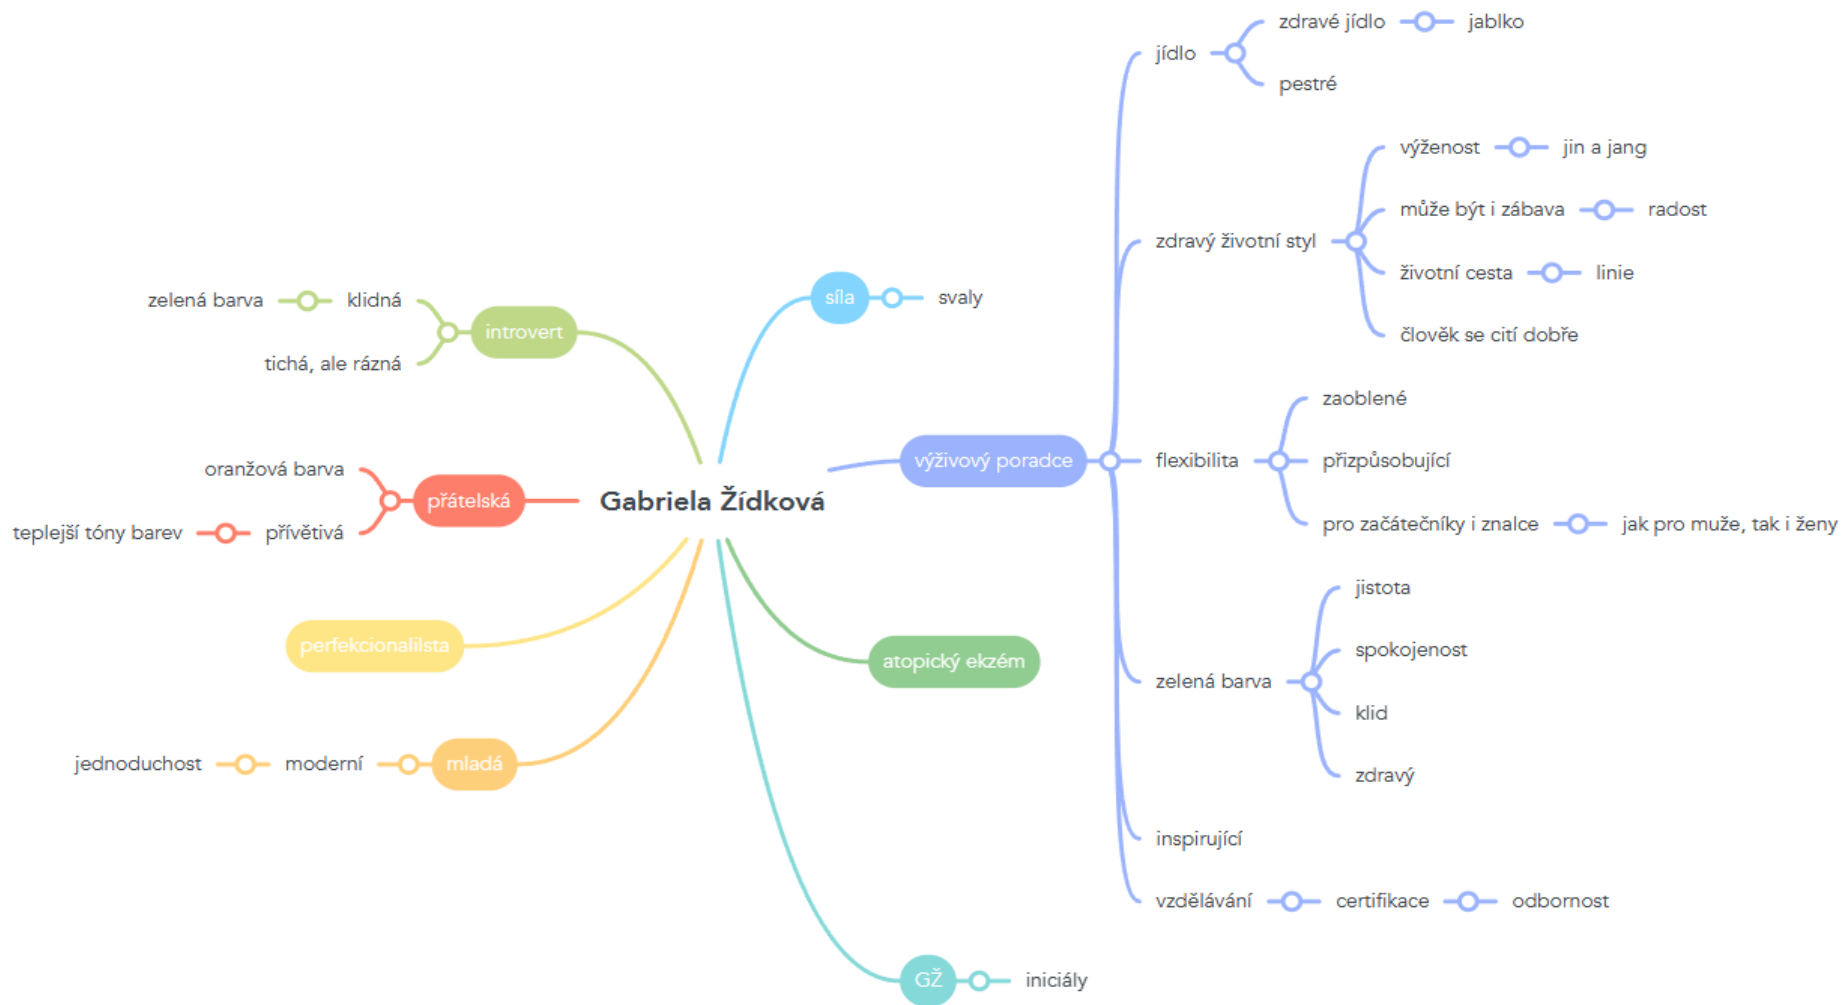 Gabriela Žídková
introvert
klidná
zelená barva
tichá, ale rázná
přátelská
oranžová barva
přívětivá
teplejší tóny barev
perfekcionalilsta
mladá
moderní
jednoduchost
síla
svaly
výživový poradce
jídlo
zdravé jídlo
jablko
pestré
zdravý životní styl
výženost
jin a jang
může být i zábava
radost
životní cesta
linie
člověk se cití dobře
flexibilita
zaoblené
přizpůsobující
pro začátečníky i znalce
jak pro muže, tak i ženy
zelená barva
jistota
spokojenost
klid
zdravý
inspirující
vzdělávání
certifikace
odbornost
atopický ekzém
GŽ
iniciály